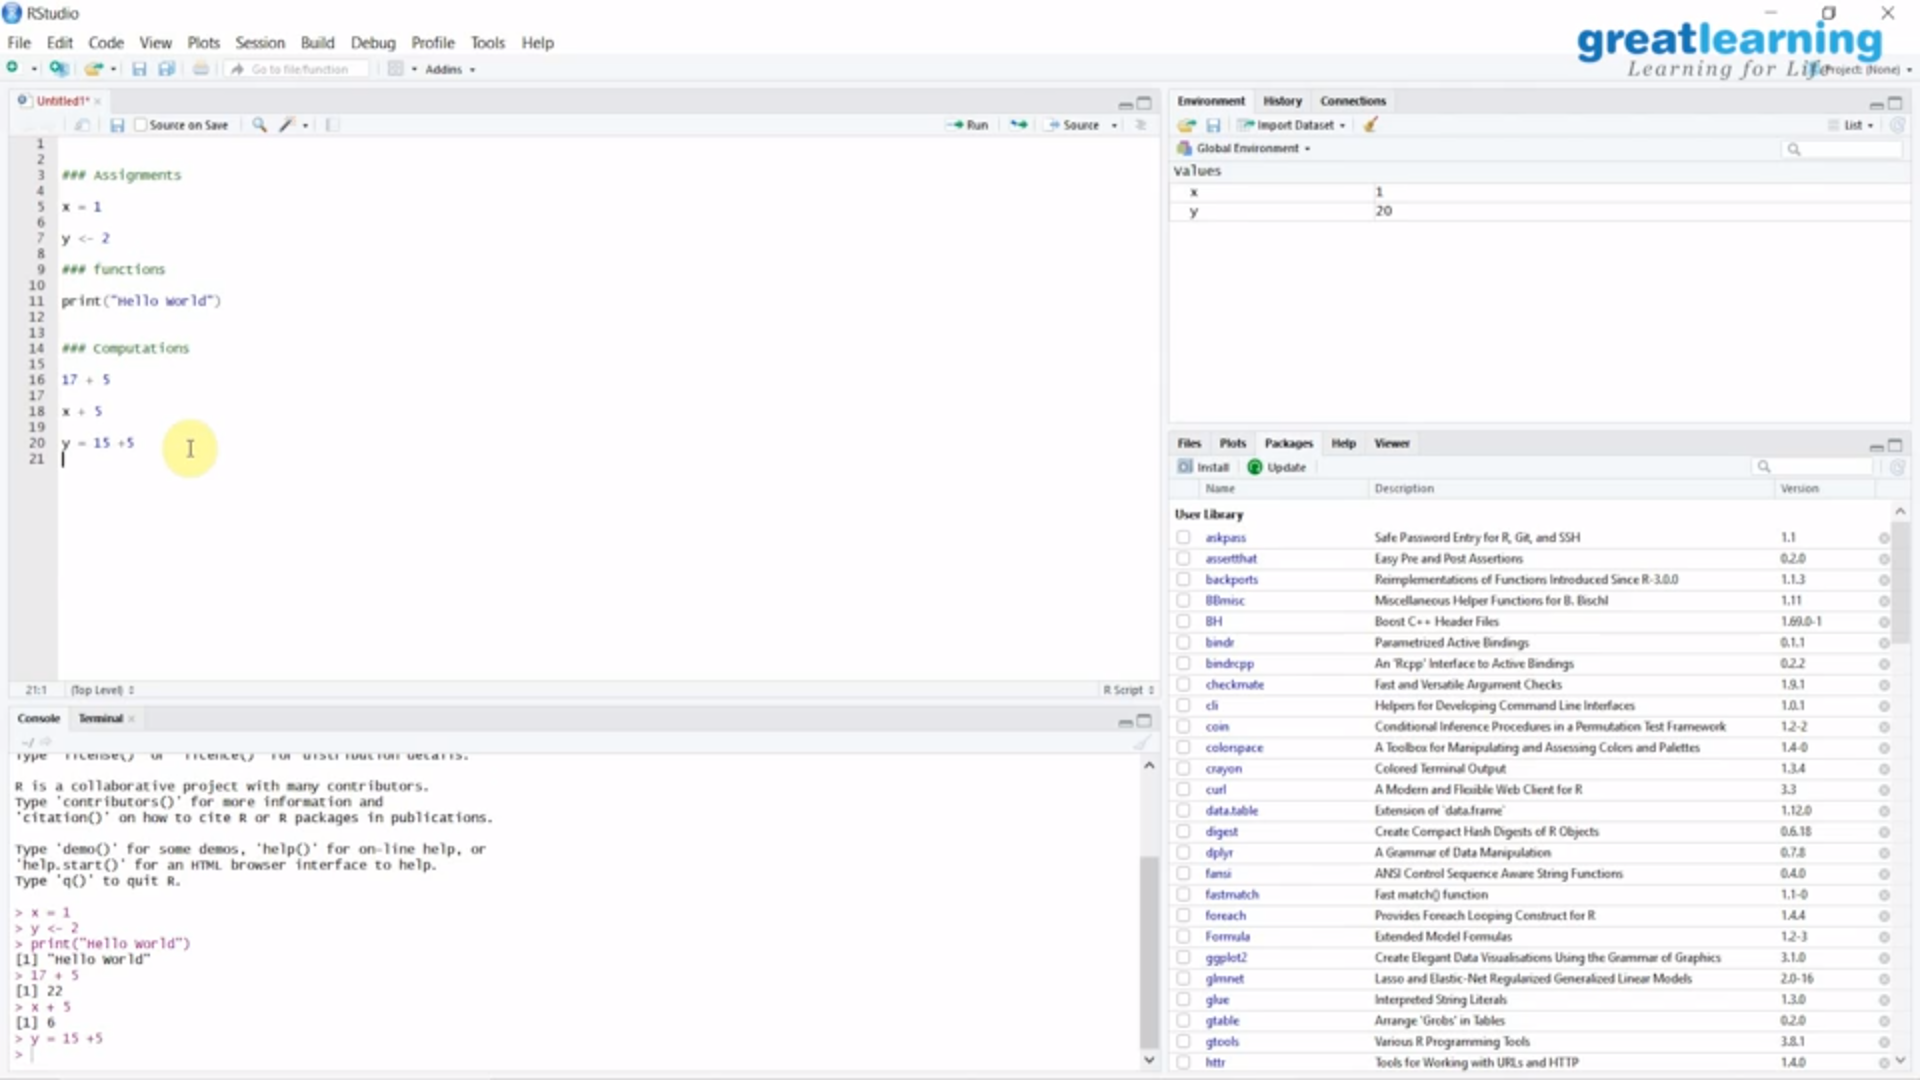 RStudio
File Edit Code View Plots Session Build Debug Profile Tools Help
greatlearning
Learning for Life
Go to file/function Addins
Project: (None)
Untitled1*
Source on Save Run Source
1
2
3 ### Assignments
4
5 x = 1
6
7 y <- 2
8
9 ### functions
10
11 print("Hello World")
12
13
14 ### Computations
15
16 17 + 5
17
18 x + 5
19
20 y = 15 +5
21
21:1 (Top Level) R Script
Console Terminal
~/
Type 'license()' or 'licence()' for distribution details.
R is a collaborative project with many contributors.
Type 'contributors()' for more information and
'citation()' on how to cite R or R packages in publications.
Type 'demo()' for some demos, 'help()' for on-line help, or
'help.start()' for an HTML browser interface to help.
Type 'q()' to quit R.
> x = 1
> y <- 2
> print("Hello World")
[1] "Hello World"
> 17 + 5
[1] 22
> x + 5
[1] 6
> y = 15 +5
>
Environment History Connections
Import Dataset List
Global Environment
Values
x 1
y 20
Files Plots Packages Help Viewer
Install Update
Name Description Version
User Library
askpass Safe Password Entry for R, Git, and SSH 1.1
assertthat Easy Pre and Post Assertions 0.2.0
backports Reimplementations of Functions Introduced Since R-3.0.0 1.1.3
BBmisc Miscellaneous Helper Functions for B. Bischl 1.11
BH Boost C++ Header Files 1.69.0-1
bindr Parametrized Active Bindings 0.1.1
bindrcpp An 'Rcpp' Interface to Active Bindings 0.2.2
checkmate Fast and Versatile Argument Checks 1.9.1
cli Helpers for Developing Command Line Interfaces 1.0.1
coin Conditional Inference Procedures in a Permutation Test Framework 1.2-2
colorspace A Toolbox for Manipulating and Assessing Colors and Palettes 1.4-0
crayon Colored Terminal Output 1.3.4
curl A Modern and Flexible Web Client for R 3.3
data.table Extension of `data.frame` 1.12.0
digest Create Compact Hash Digests of R Objects 0.6.18
dplyr A Grammar of Data Manipulation 0.7.8
fansi ANSI Control Sequence Aware String Functions 0.4.0
fastmatch Fast match() function 1.1-0
foreach Provides Foreach Looping Construct for R 1.4.4
Formula Extended Model Formulas 1.2-3
ggplot2 Create Elegant Data Visualisations Using the Grammar of Graphics 3.1.0
glmnet Lasso and Elastic-Net Regularized Generalized Linear Models 2.0-16
glue Interpreted String Literals 1.3.0
gtable Arrange 'Grobs' in Tables 0.2.0
gtools Various R Programming Tools 3.8.1
httr Tools for Working with URLs and HTTP 1.4.0